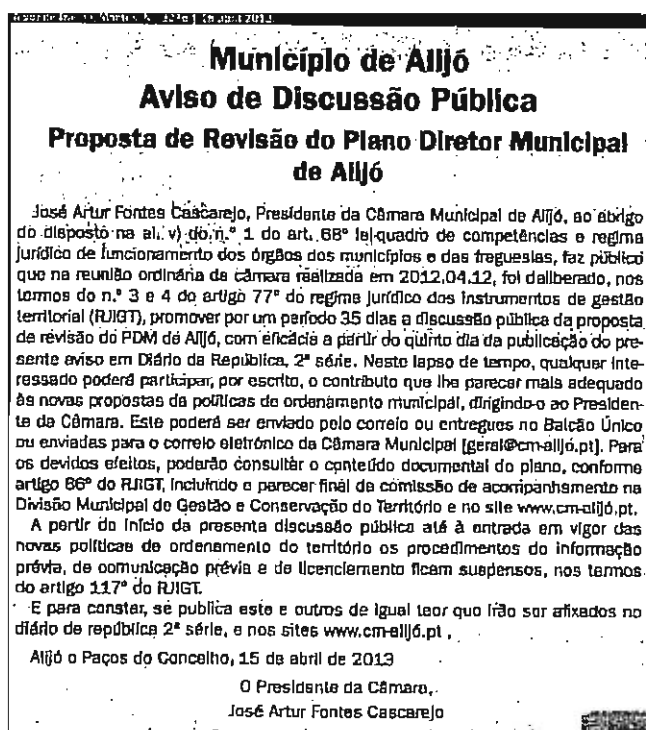 Município de Alijó
Aviso de Discussão Pública
Proposta de Revisão do Plano Diretor Municipal
de Alijó
José Artur Fontes Cascarejo, Presidente da Câmara Municipal de Alijó, ao abrigo
do disposto na al. v) do n.º 1 do art. 68º lei-quadro de competências e regime
jurídico de funcionamento dos órgãos dos municípios e das freguesias, faz público
que na reunião ordinária de câmara realizada em 2012.04.12, foi deliberado, nos
termos do n.º 3 e 4 do artigo 77º do regime jurídico dos instrumentos de gestão
territorial (RJIGT), promover por um período 35 dias a discussão pública da proposta
de revisão do PDM de Alijó, com eficácia a partir do quinto dia da publicação do pre-
sente aviso em Diário da República, 2ª série. Neste lapso de tempo, qualquer inte-
ressado poderá participar, por escrito, o contributo que lhe parecer mais adequado
às novas propostas de políticas de ordenamento municipal, dirigindo-o ao Presiden-
te da Câmara. Este poderá ser enviado pelo correio ou entregues no Balcão Único
ou enviadas para o correio eletrónico da Câmara Municipal [geral@cm-alijo.pt]. Para
os devidos efeitos, poderão consultar o conteúdo documental do plano, conforme
artigo 86º do RJIGT, incluindo o parecer final da comissão de acompanhamento na
Divisão Municipal de Gestão e Conservação do Território e no site www.cm-alijó.pt.
A partir do início da presente discussão pública até à entrada em vigor das
novas políticas de ordenamento do território os procedimentos de informação
prévia, de comunicação prévia e de licenciamento ficam suspensos, nos termos
do artigo 117º do RJIGT.
E para constar, se publica este e outros de igual teor que irão ser afixados no
diário de república 2ª série, e nos sites www.cm-alijó.pt .
Alijó o Paços do Concelho, 15 de abril de 2013
O Presidente da Câmara,
José Artur Fontes Cascarejo